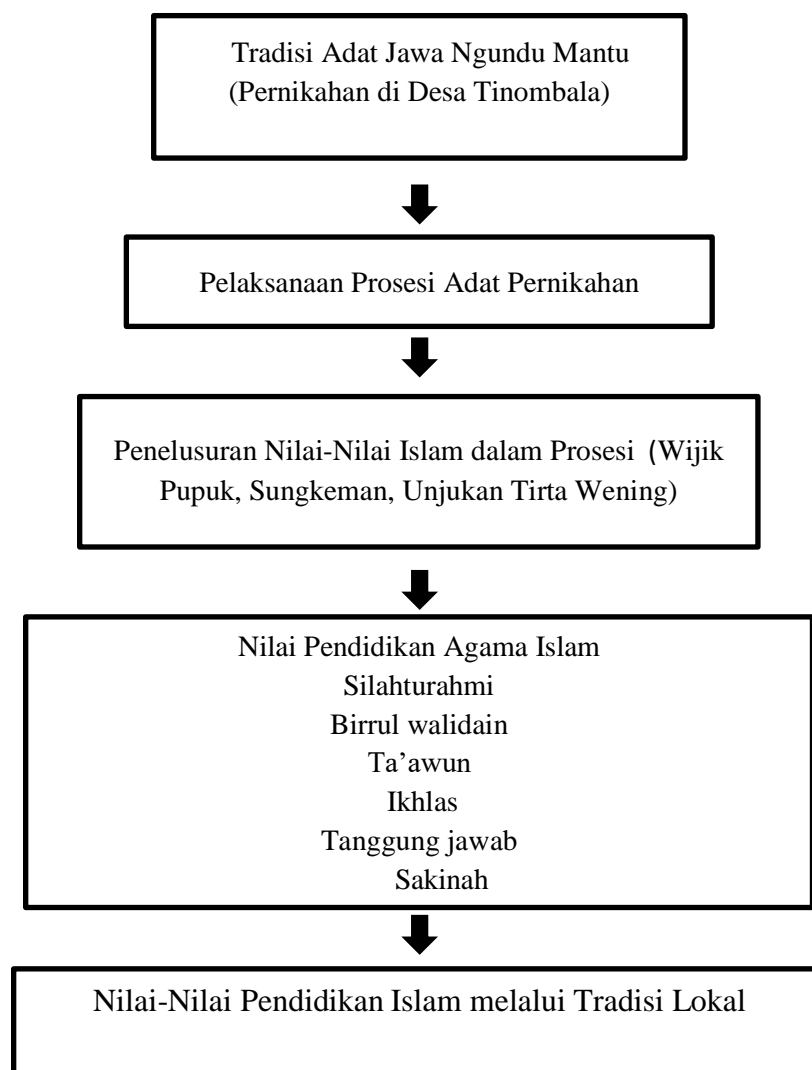 Tradisi Adat Jawa Ngundu Mantu
(Pernikahan di Desa Tinombala)
Pelaksanaan Prosesi Adat Pernikahan
Penelusuran Nilai-Nilai Islam dalam Prosesi (Wijik
Pupuk, Sungkeman, Unjukan Tirta Wening)
Nilai Pendidikan Agama Islam
Silahturahmi
Birrul walidain
Ta’awun
Ikhlas
Tanggung jawab
Sakinah
Nilai-Nilai Pendidikan Islam melalui Tradisi Lokal